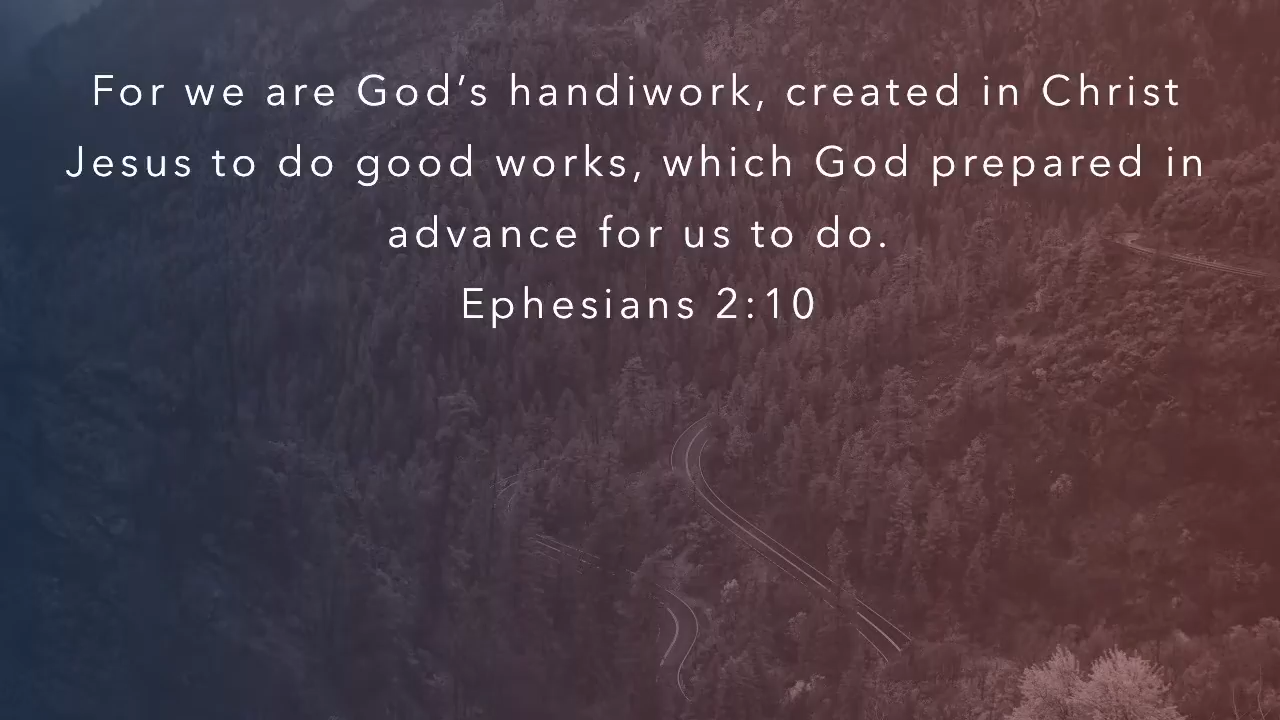 For we are God’s handiwork, created in Christ
Jesus to do good works, which God prepared in
advance for us to do.
Ephesians 2:10